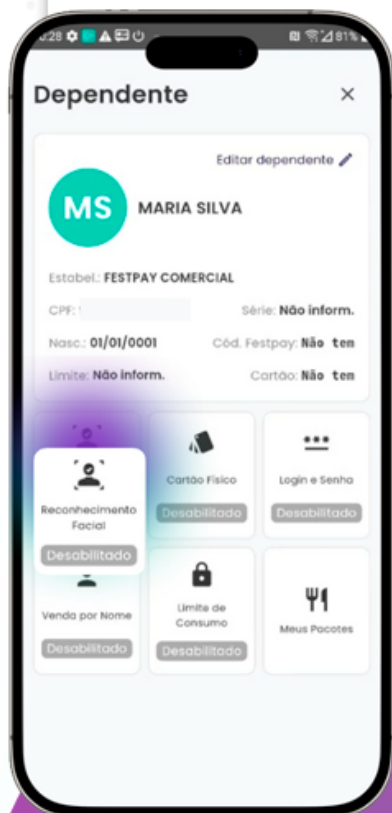 :28 81%
Dependente ×
Editar dependente
MS MARIA SILVA
Estabel.: FESTPAY COMERCIAL
CPF: Série: Não inform.
Nasc.: 01/01/0001 Cód. Festpay: Não tem
Limite: Não inform. Cartão: Não tem
Reconhecimento
Facial
Desabilitado
Cartão Físico
Desabilitado
Login e Senha
Desabilitado
Venda por Nome
Desabilitado
Limite de
Consumo
Desabilitado
Meus Pacotes